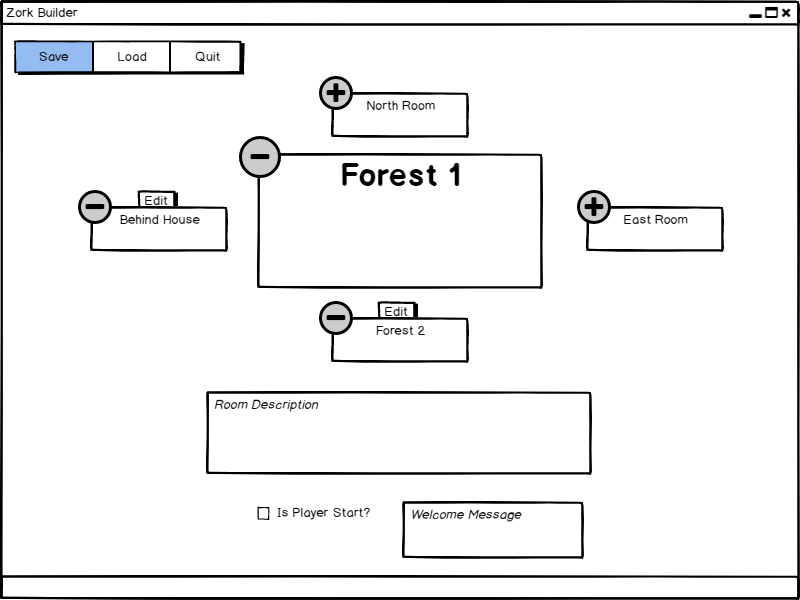 Zork Builder
Save Load Quit
North Room
Forest 1
Edit
Behind House
East Room
Edit
Forest 2
Room Description
Is Player Start?
Welcome Message